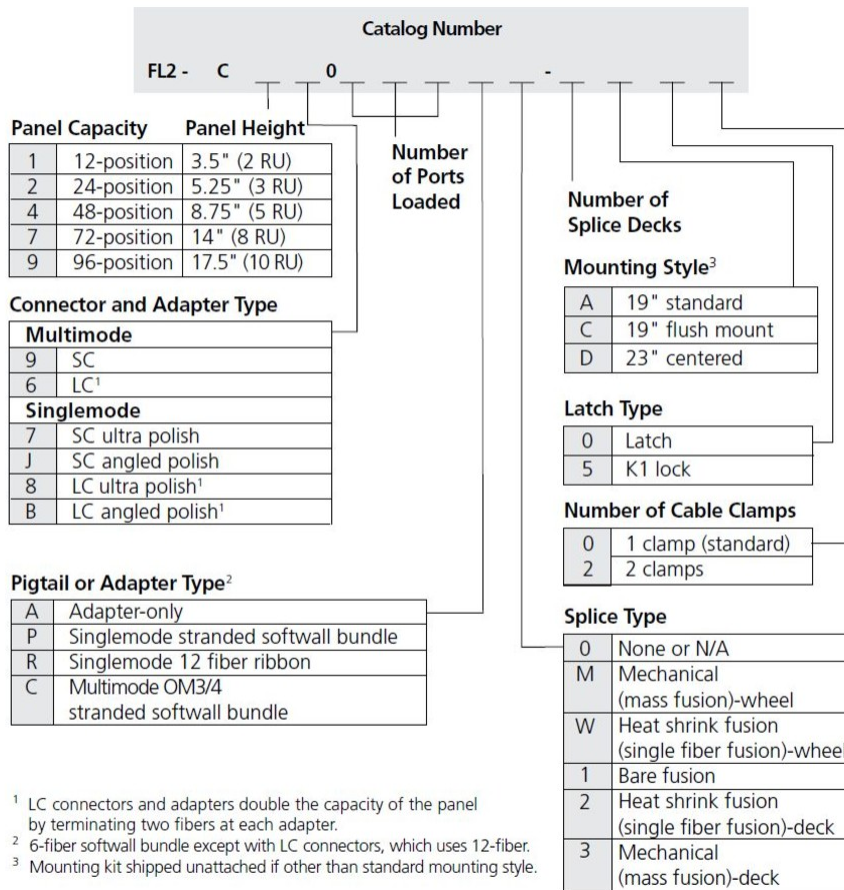 Catalog Number
FL2 - C _ _ 0 _ _ _ _ _ - _ _ _ _
Panel Capacity Panel Height
1 12-position 3.5" (2 RU)
2 24-position 5.25" (3 RU)
4 48-position 8.75" (5 RU)
7 72-position 14" (8 RU)
9 96-position 17.5" (10 RU)
Connector and Adapter Type
Multimode
9 SC
6 LC¹
Singlemode
7 SC ultra polish
J SC angled polish
8 LC ultra polish¹
B LC angled polish¹
Pigtail or Adapter Type²
A Adapter-only
P Singlemode stranded softwall bundle
R Singlemode 12 fiber ribbon
C Multimode OM3/4
stranded softwall bundle
¹ LC connectors and adapters double the capacity of the panel
by terminating two fibers at each adapter.
² 6-fiber softwall bundle except with LC connectors, which uses 12-fiber.
³ Mounting kit shipped unattached if other than standard mounting style.
Number
of Ports
Loaded
Number of
Splice Decks
Mounting Style³
A 19" standard
C 19" flush mount
D 23" centered
Latch Type
0 Latch
5 K1 lock
Number of Cable Clamps
0 1 clamp (standard)
2 2 clamps
Splice Type
0 None or N/A
M Mechanical
(mass fusion)-wheel
W Heat shrink fusion
(single fiber fusion)-wheel
1 Bare fusion
2 Heat shrink fusion
(single fiber fusion)-deck
3 Mechanical
(mass fusion)-deck